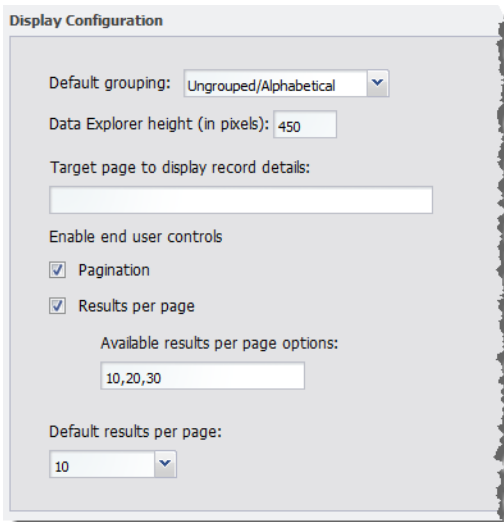 Display Configuration
Default grouping: Ungrouped/Alphabetical
Data Explorer height (in pixels): 450
Target page to display record details:
Enable end user controls
Pagination
Results per page
Available results per page options:
10,20,30
Default results per page:
10